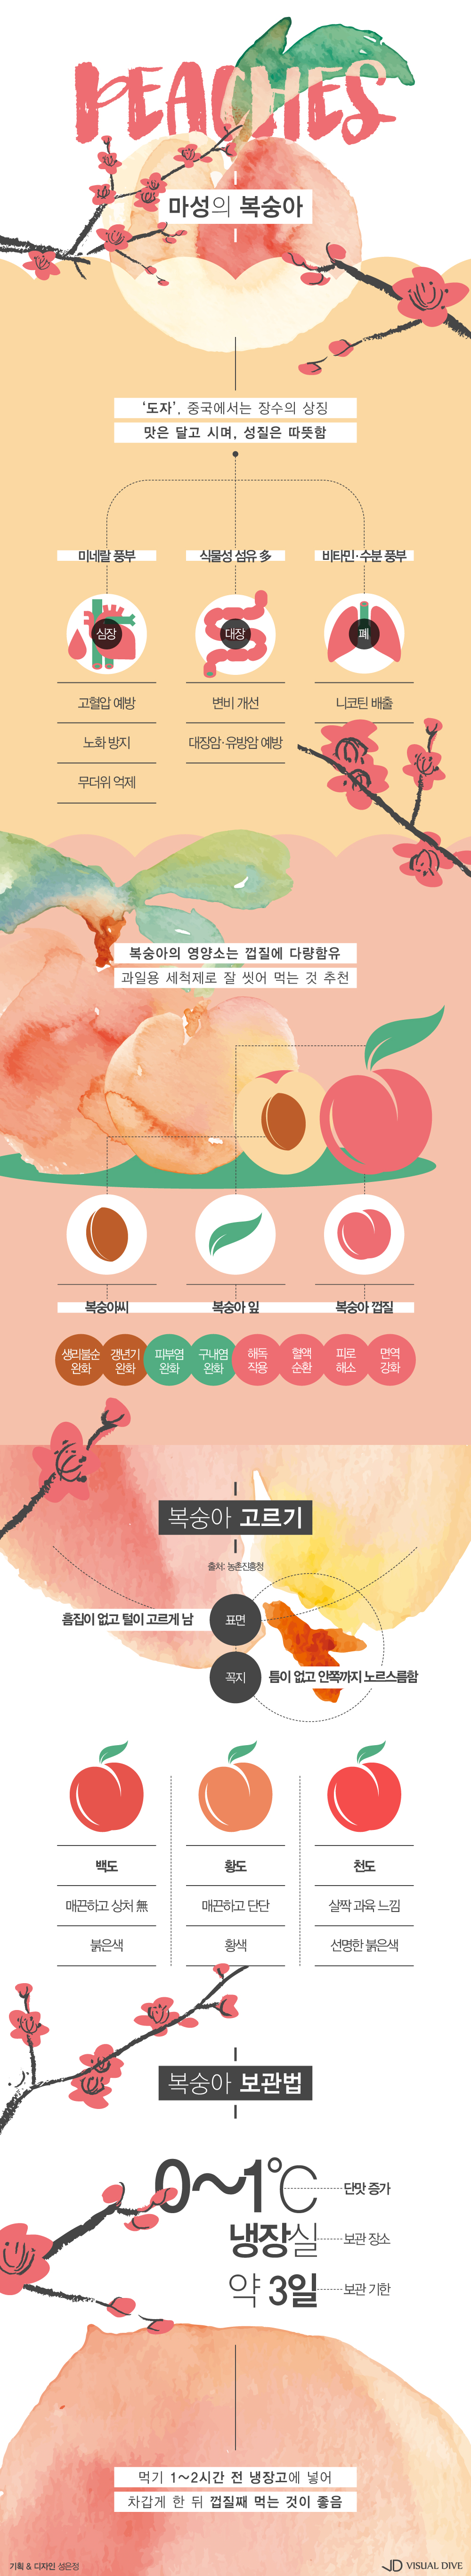 PEACHES
마성의 복숭아
‘도자’, 중국에서는 장수의 상징
맛은 달고 시며, 성질은 따뜻함
미네랄 풍부
식물성 섬유 多
비타민·수분 풍부
심장
대장
폐
고혈압 예방
변비 개선
니코틴 배출
노화 방지
대장암·유방암 예방
무더위 억제
복숭아의 영양소는 껍질에 다량함유
과일용 세척제로 잘 씻어 먹는 것 추천
복숭아씨
복숭아 잎
복숭아 껍질
생리불순
완화
갱년기
완화
피부염
완화
구내염
완화
해독
작용
혈액
순환
피로
해소
면역
강화
복숭아 고르기
출처: 농촌진흥청
흠집이 없고 털이 고르게 남
표면
꼭지
틈이 없고 안쪽까지 노르스름함
백도
황도
천도
매끈하고 상처 無
매끈하고 단단
살짝 과육 느낌
붉은색
황색
선명한 붉은색
복숭아 보관법
0~1℃
단맛 증가
냉장실
보관 장소
약 3일
보관 기한
먹기 1~2시간 전 냉장고에 넣어
차갑게 한 뒤 껍질째 먹는 것이 좋음
기획 & 디자인 성은정
VISUAL DIVE